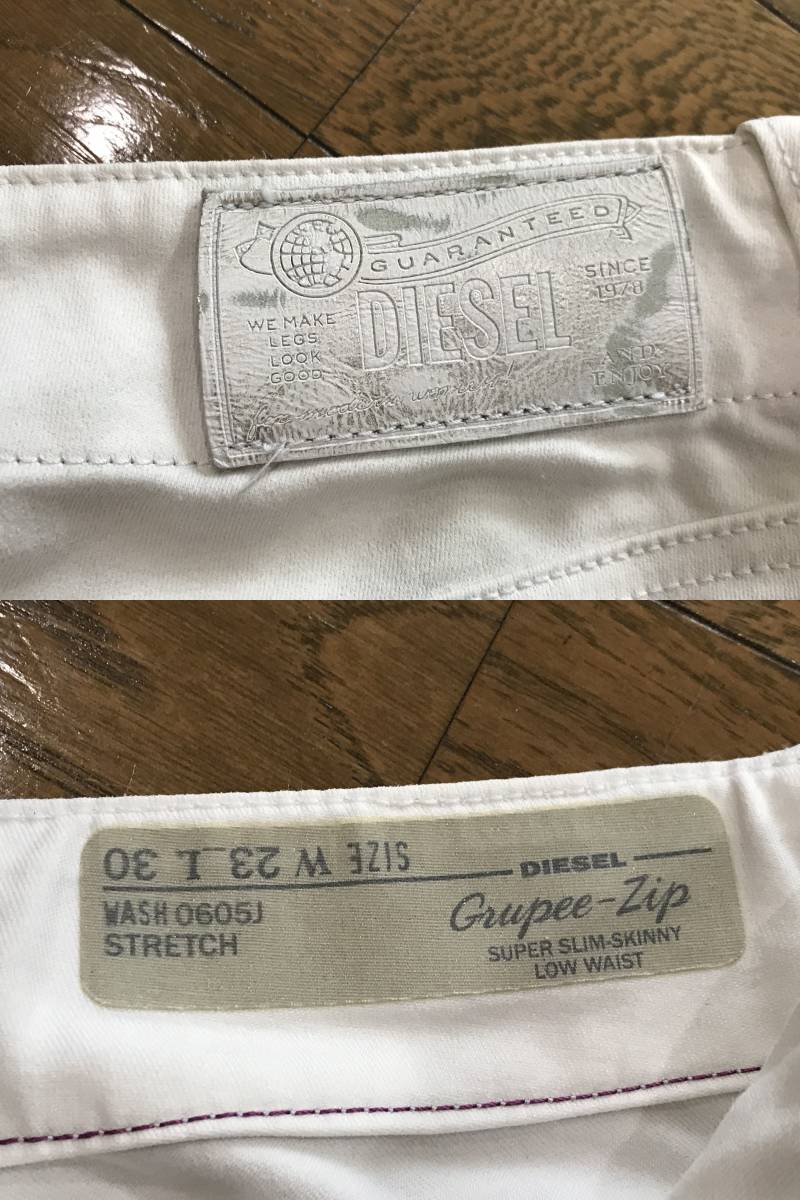 GUARANTEED
DIESEL
SINCE
1978
WE MAKE
LEGS
LOOK
GOOD
AND
ENJOY
SIZE W 23 L 30
DIESEL
WASH 0605J
STRETCH
Grupee-Zip
SUPER SLIM-SKINNY
LOW WAIST